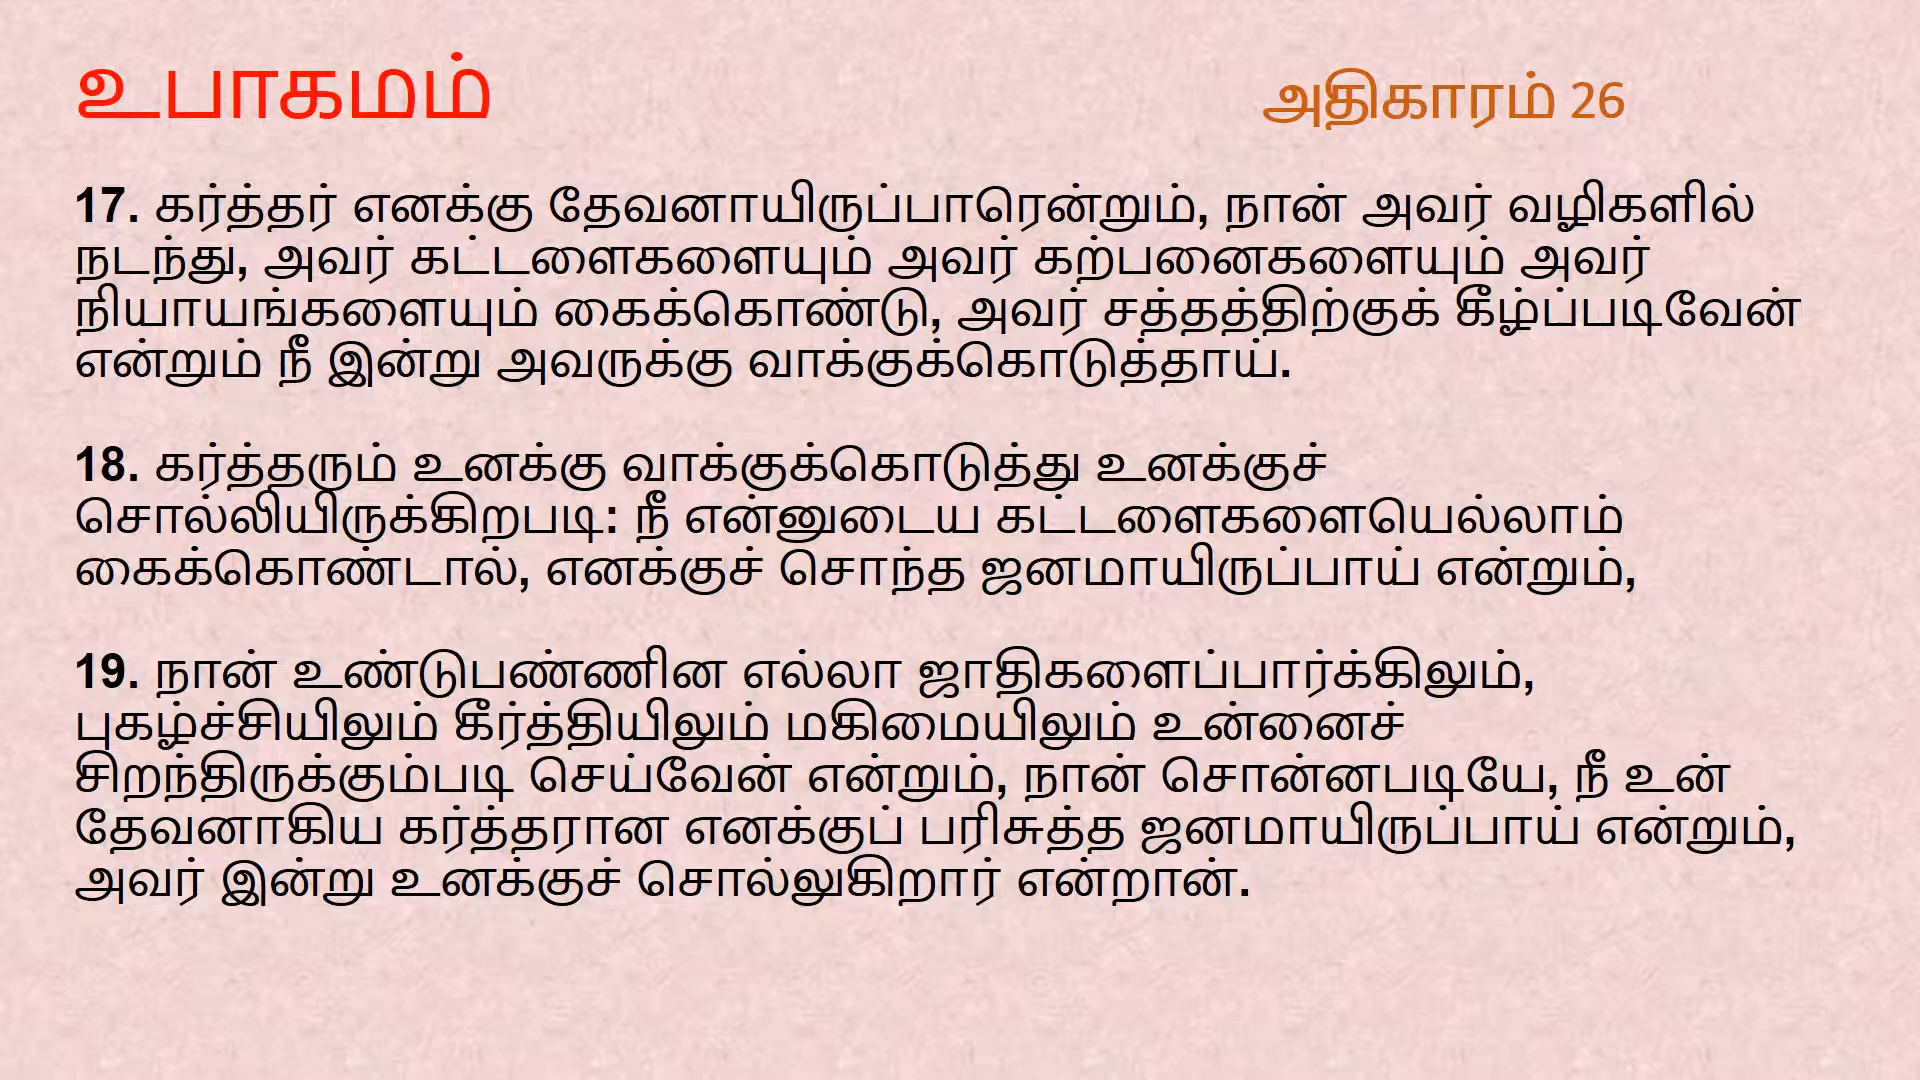 உபாகமம்
அதிகாரம் 26
17. கர்த்தர் எனக்கு தேவனாயிருப்பாரென்றும், நான் அவர் வழிகளில்
நடந்து, அவர் கட்டளைகளையும் அவர் கற்பனைகளையும் அவர்
நியாயங்களையும் கைக்கொண்டு, அவர் சத்தத்திற்குக் கீழ்ப்படிவேன்
என்றும் நீ இன்று அவருக்கு வாக்குக்கொடுத்தாய்.
18. கர்த்தரும் உனக்கு வாக்குக்கொடுத்து உனக்குச்
சொல்லியிருக்கிறபடி: நீ என்னுடைய கட்டளைகளையெல்லாம்
கைக்கொண்டால், எனக்குச் சொந்த ஜனமாயிருப்பாய் என்றும்,
19. நான் உண்டுபண்ணின எல்லா ஜாதிகளைப்பார்க்கிலும்,
புகழ்ச்சியிலும் கீர்த்தியிலும் மகிமையிலும் உன்னைச்
சிறந்திருக்கும்படி செய்வேன் என்றும், நான் சொன்னபடியே, நீ உன்
தேவனாகிய கர்த்தரான எனக்குப் பரிசுத்த ஜனமாயிருப்பாய் என்றும்,
அவர் இன்று உனக்குச் சொல்லுகிறார் என்றான்.